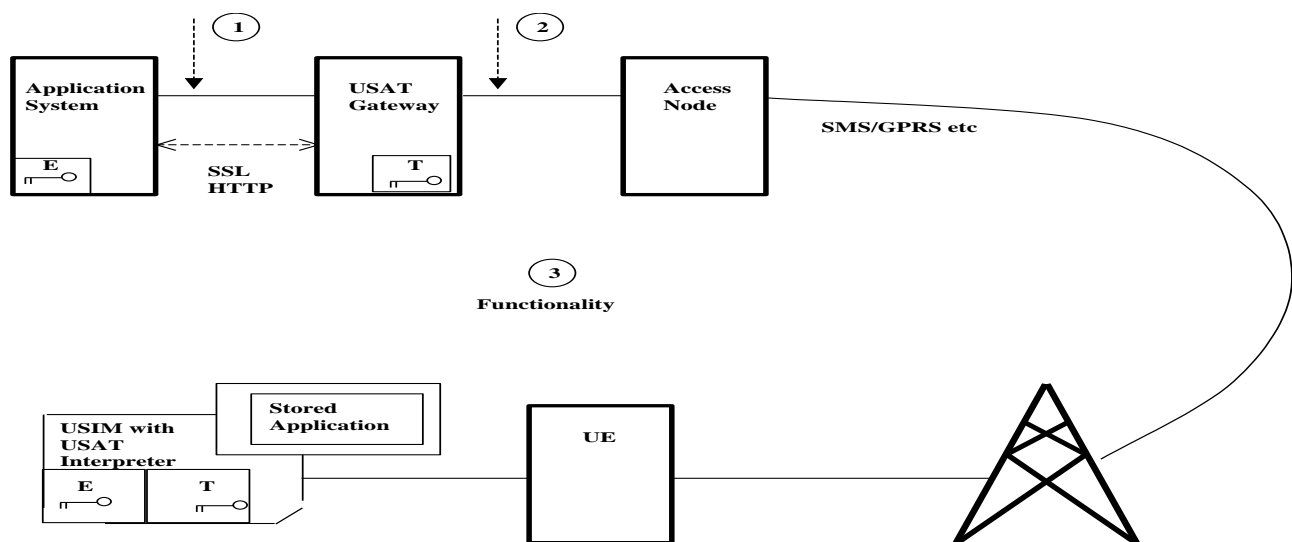 1
2
Application
System
USAT
Gateway
Access
Node
SMS/GPRS etc
E
SSL
HTTP
T
3
Functionality
Stored
Application
USIM with
USAT
Interpreter
UE
E
T